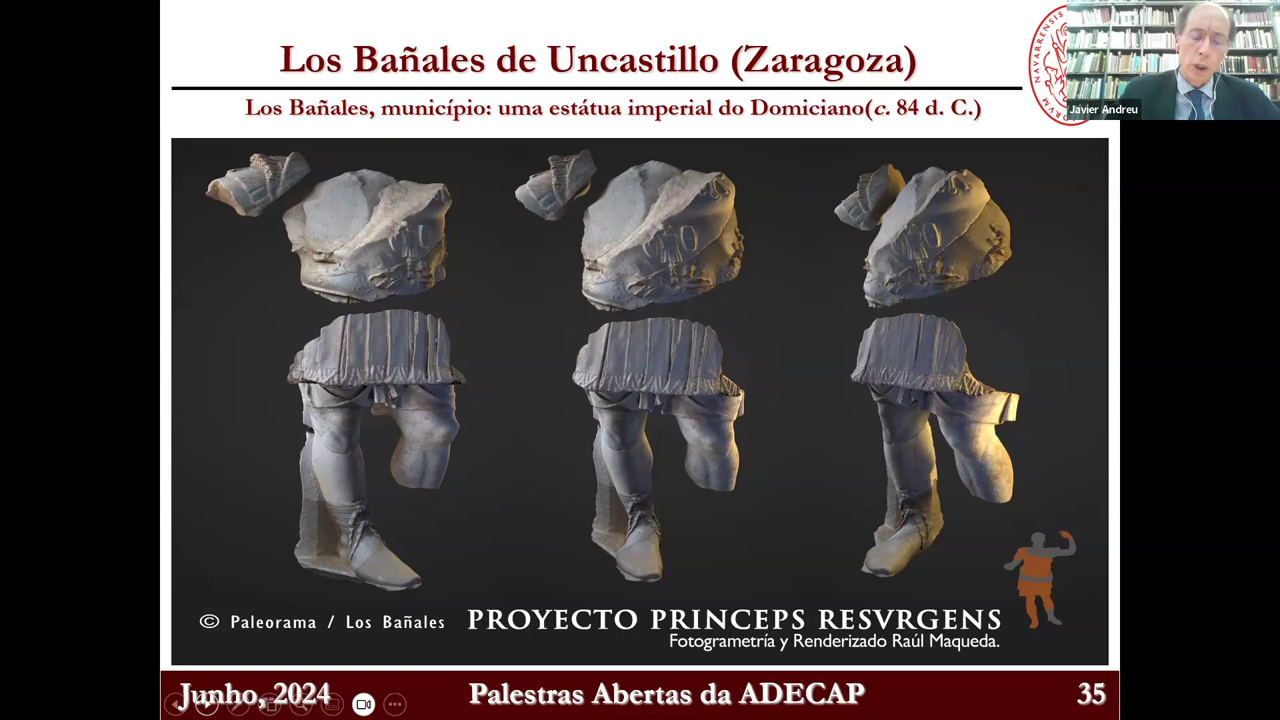 Los Bañales de Uncastillo (Zaragoza)
Los Bañales, município: uma estátua imperial do Domiciano(c. 84 d. C.)
NAVARRENSIS
Javier Andreu
© Paleorama / Los Bañales
PROYECTO PRINCEPS RESVRGENS
Fotogrametría y Renderizado Raúl Maqueda.
Junho, 2024
Palestras Abertas da ADECAP
35